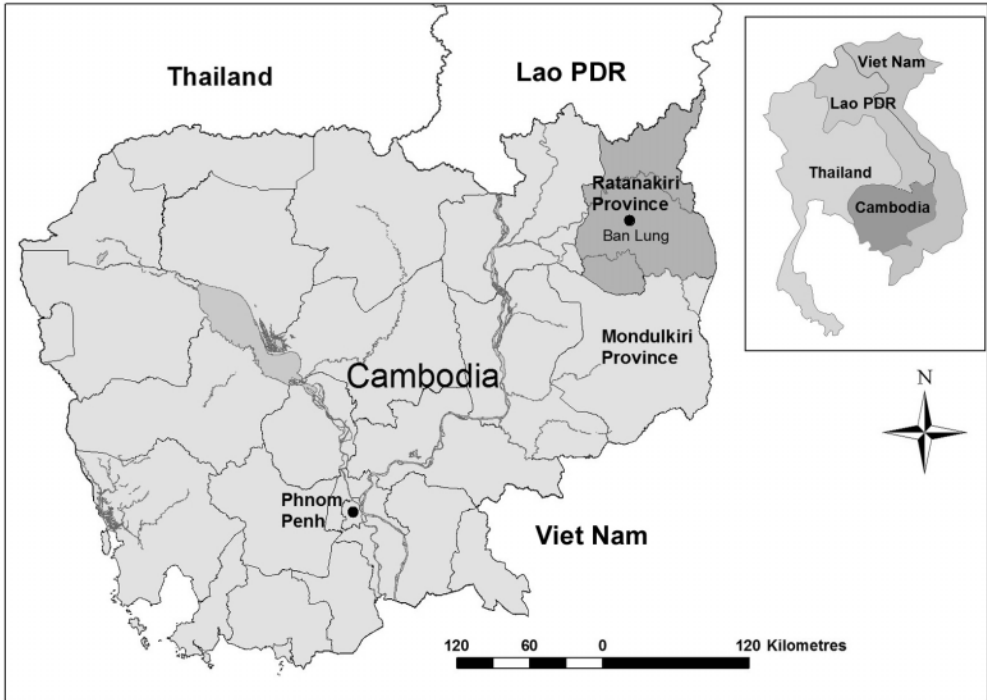 Thailand
Lao PDR
Ratanakiri
Province
Ban Lung
Mondulkiri
Province
Cambodia
Phnom
Penh
Viet Nam
120 60 0 120 Kilometres
Viet Nam
Lao PDR
Thailand
Cambodia
N